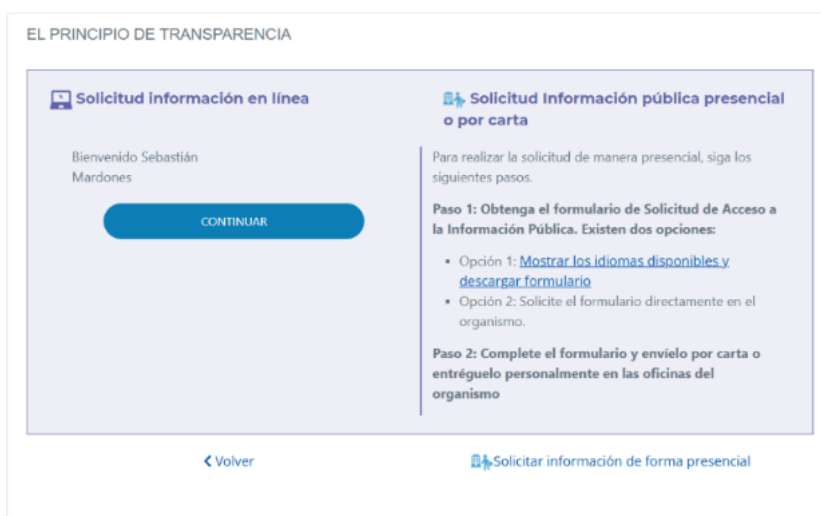 EL PRINCIPIO DE TRANSPARENCIA
Solicitud información en línea
Bienvenido Sebastián
Mardones
CONTINUAR
Solicitud Información pública presencial
o por carta
Para realizar la solicitud de manera presencial, siga los
siguientes pasos.
Paso 1: Obtenga el formulario de Solicitud de Acceso a
la Información Pública. Existen dos opciones:
• Opción 1: Mostrar los idiomas disponibles y
descargar formulario
• Opción 2: Solicite el formulario directamente en el
organismo.
Paso 2: Complete el formulario y envíelo por carta o
entréguelo personalmente en las oficinas del
organismo
Volver
Solicitar información de forma presencial